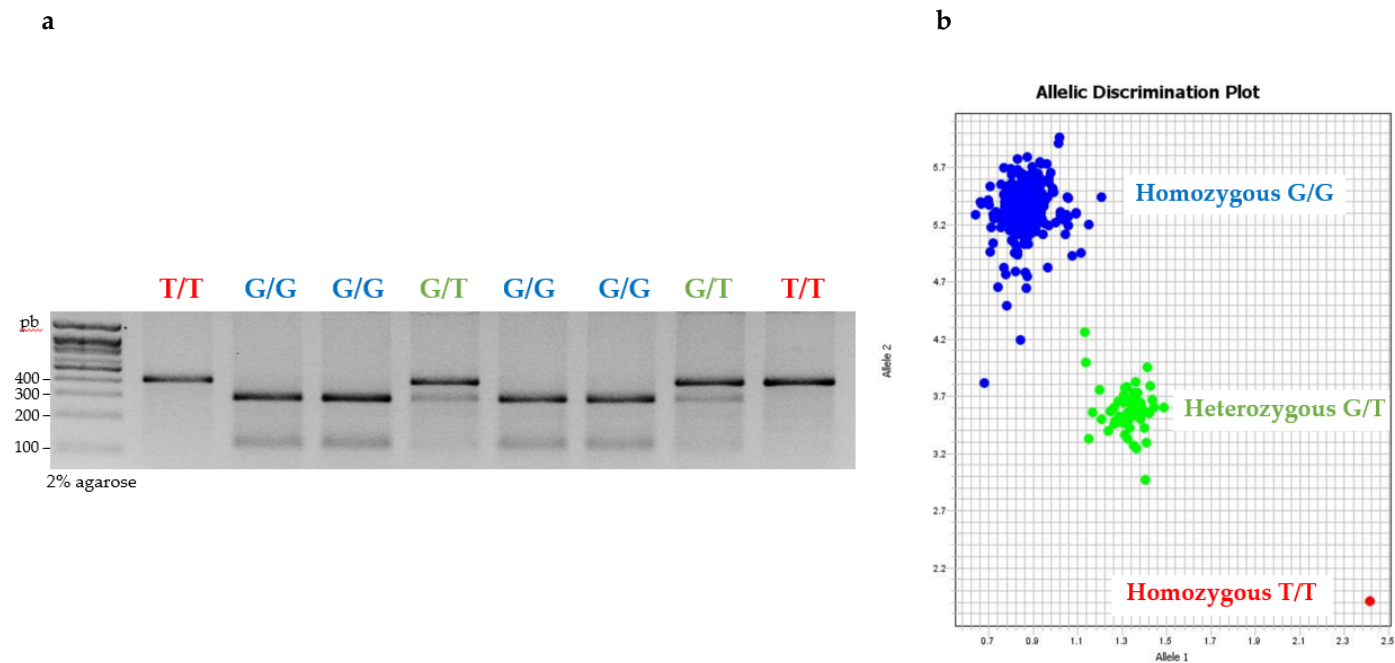 a
b
T/T G/G G/G G/T G/G G/G G/T T/T
pb
400
300
200
100
2% agarose
Allelic Discrimination Plot
Homozygous G/G
Heterozygous G/T
Homozygous T/T
Allele 2
5.7
5.2
4.7
4.2
3.7
3.2
2.7
2.2
0.7 0.9 1.1 1.3 1.5 1.7 1.9 2.1 2.3 2.5
Allele 1